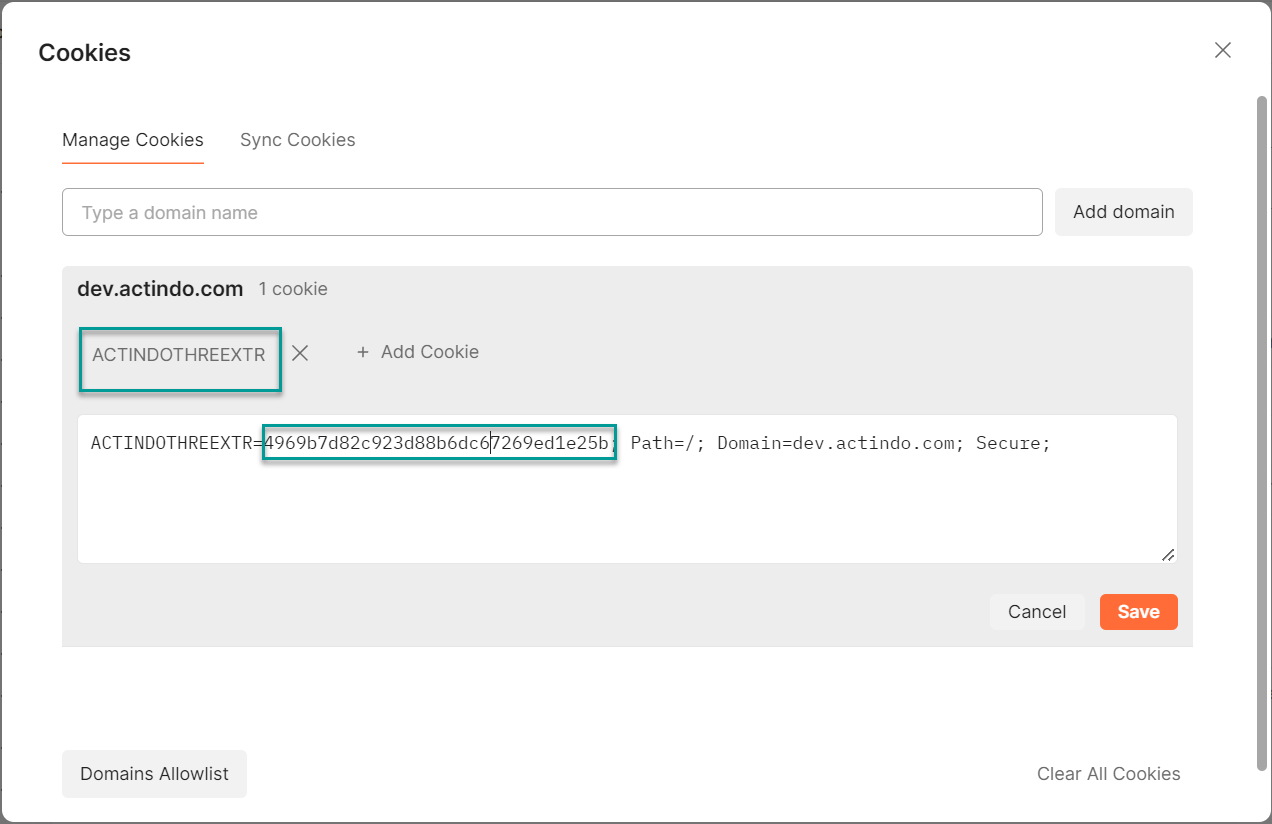 Cookies
Manage Cookies Sync Cookies
Type a domain name Add domain
dev.actindo.com 1 cookie
ACTINDOTHREEXTR + Add Cookie
ACTINDOTHREEXTR=4969b7d82c923d88b6dc67269ed1e25b; Path=/; Domain=dev.actindo.com; Secure;
Cancel Save
Domains Allowlist Clear All Cookies